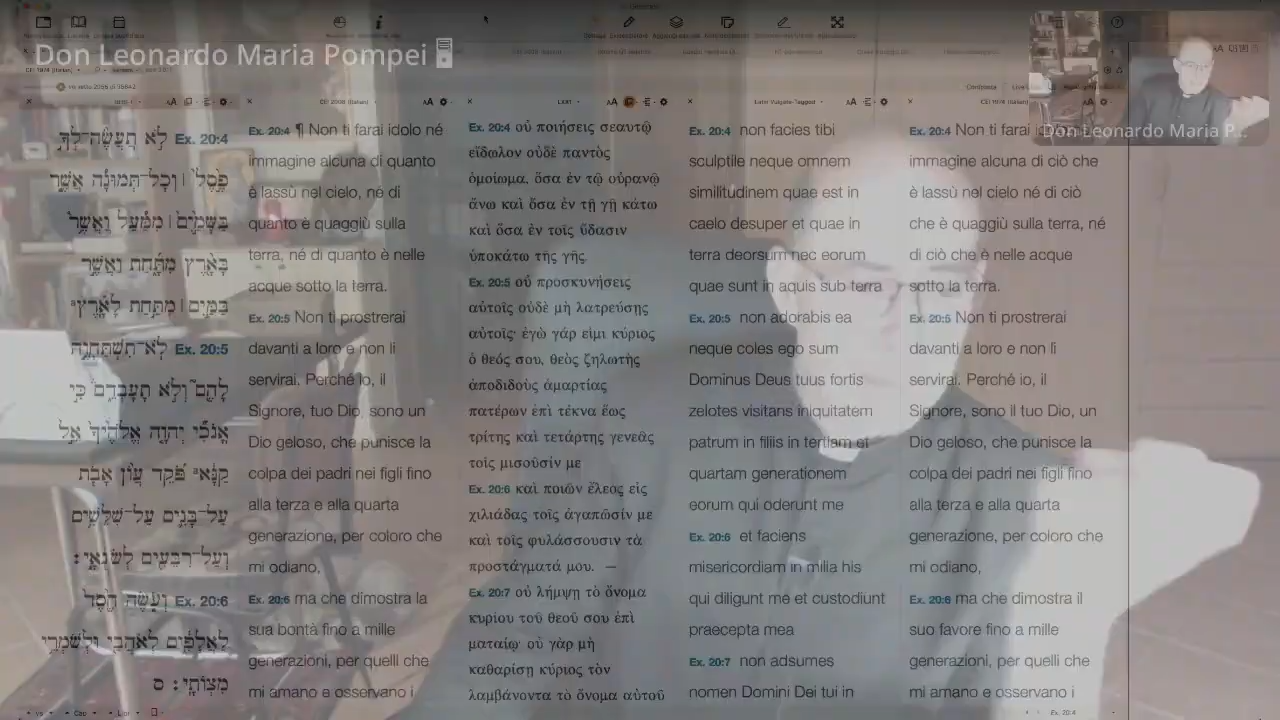 Don Leonardo Maria Pompei
Don Leonardo Maria P...
CEI 2008 (Italian)
LXX1
Latin Vulgate-Tagged
CEI 1974 (Italian)
Ex. 20:4 לֹא תַעֲשֶׂה־לְךָ
פֶסֶל וְכָל־תְּמוּנָה אֲשֶׁר
בַּשָּׁמַיִם מִמַּעַל וַאֲשֶׁר
בָּאָרֶץ מִתַּחַת וַאֲשֶׁר
בַּמַּיִם מִתַּחַת לָאָרֶץ
Ex. 20:5 לֹא־תִשְׁתַּחֲוֶה
לָהֶם וְלֹא תָעָבְדֵם כִּי
אָנֹכִי יְהוָה אֱלֹהֶיךָ אֵל
קַנָּא פֹּקֵד עֲוֹן אָבֹת
עַל־בָּנִים עַל־שִׁלֵּשִׁים
וְעַל־רִבֵּעִים לְשֹׂנְאָי׃
Ex. 20:6 וְעֹשֶׂה חֶסֶד
לַאֲלָפִים לְאֹהֲבַי וּלְשֹׁמְרֵי
מִצְוֹתָי׃ ס
Ex. 20:4 ¶ Non ti farai idolo né
immagine alcuna di quanto
è lassù nel cielo, né di
quanto è quaggiù sulla
terra, né di quanto è nelle
acque sotto la terra.
Ex. 20:5 Non ti prostrerai
davanti a loro e non li
servirai. Perché io, il
Signore, tuo Dio, sono un
Dio geloso, che punisce la
colpa dei padri nei figli fino
alla terza e alla quarta
generazione, per coloro che
mi odiano,
Ex. 20:6 ma che dimostra la
sua bontà fino a mille
generazioni, per quelli che
mi amano e osservano i
Ex. 20:4 οὐ ποιήσεις σεαυτῷ
εἴδωλον οὐδὲ παντὸς
ὁμοίωμα, ὅσα ἐν τῷ οὐρανῷ
ἄνω καὶ ὅσα ἐν τῇ γῇ κάτω
καὶ ὅσα ἐν τοῖς ὕδασιν
ὑποκάτω τῆς γῆς.
Ex. 20:5 οὐ προσκυνήσεις
αὐτοῖς οὐδὲ μὴ λατρεύσῃς
αὐτοῖς· ἐγὼ γάρ εἰμι κύριος
ὁ θεός σου, θεὸς ζηλωτὴς
ἀποδιδοὺς ἁμαρτίας
πατέρων ἐπὶ τέκνα ἕως
τρίτης καὶ τετάρτης γενεᾶς
τοῖς μισοῦσίν με
Ex. 20:6 καὶ ποιῶν ἔλεος εἰς
χιλιάδας τοῖς ἀγαπῶσίν με
καὶ τοῖς φυλάσσουσιν τὰ
προστάγματά μου. —
Ex. 20:7 οὐ λήμψῃ τὸ ὄνομα
κυρίου τοῦ θεοῦ σου ἐπὶ
ματαίῳ· οὐ γὰρ μὴ
καθαρίσῃ κύριος τὸν
λαμβάνοντα τὸ ὄνομα αὐτοῦ
Ex. 20:4 non facies tibi
sculptile neque omnem
similitudinem quae est in
caelo desuper et quae in
terra deorsum nec eorum
quae sunt in aquis sub terra
Ex. 20:5 non adorabis ea
neque coles ego sum
Dominus Deus tuus fortis
zelotes visitans iniquitatem
patrum in filiis in tertiam et
quartam generationem
eorum qui oderunt me
Ex. 20:6 et faciens
misericordiam in milia his
qui diligunt me et custodiunt
praecepta mea
Ex. 20:7 non adsumes
nomen Domini Dei tui in
Ex. 20:4 Non ti farai idolo né
immagine alcuna di ciò che
è lassù nel cielo né di ciò
che è quaggiù sulla terra, né
di ciò che è nelle acque
sotto la terra.
Ex. 20:5 Non ti prostrerai
davanti a loro e non li
servirai. Perché io, il
Signore, sono il tuo Dio, un
Dio geloso, che punisce la
colpa dei padri nei figli fino
alla terza e alla quarta
generazione, per coloro che
mi odiano,
Ex. 20:6 ma che dimostra il
suo favore fino a mille
generazioni, per quelli che
mi amano e osservano i
Ex. 20:4